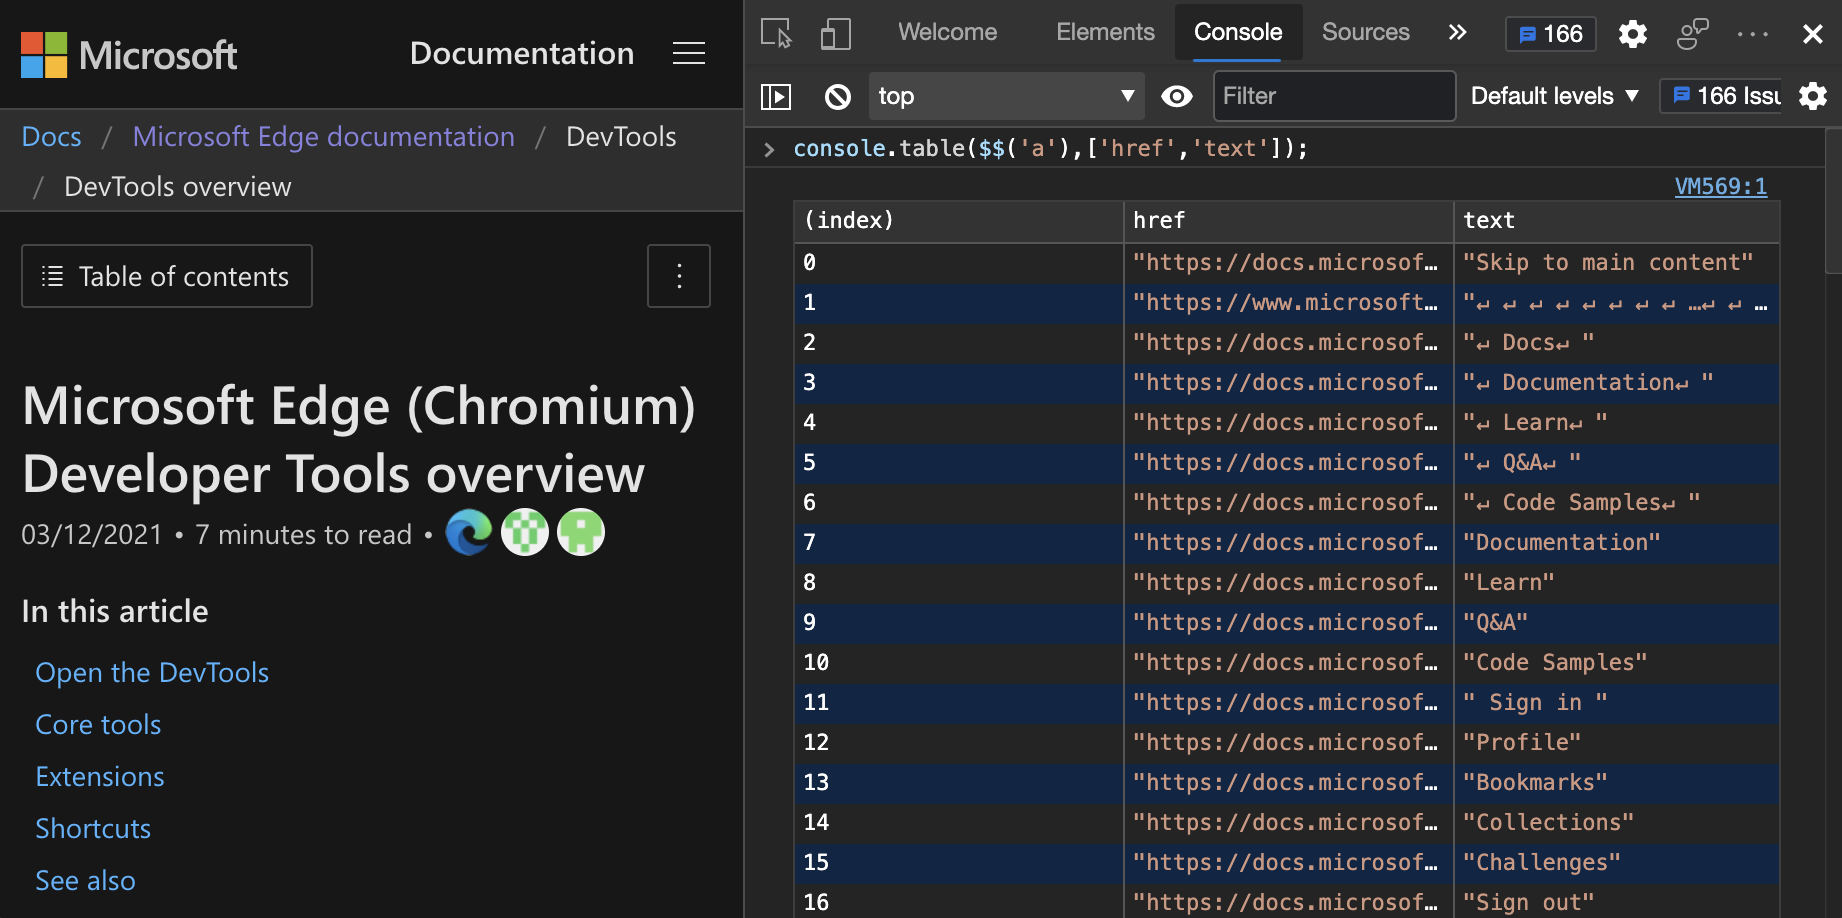 Microsoft
Documentation
Docs / Microsoft Edge documentation / DevTools
/ DevTools overview
Table of contents
Microsoft Edge (Chromium)
Developer Tools overview
03/12/2021 • 7 minutes to read •
In this article
Open the DevTools
Core tools
Extensions
Shortcuts
See also
Welcome Elements Console Sources » 166
top ▼ Filter Default levels ▼ 166 Issu
> console.table($$('a'),['href','text']);
VM569:1
(index) href text
0 "https://docs.microsof… "Skip to main content"
1 "https://www.microsoft… "↵ ↵ ↵ ↵ ↵ ↵ ↵ ↵ …↵ ↵ …
2 "https://docs.microsof… "↵ Docs↵ "
3 "https://docs.microsof… "↵ Documentation↵ "
4 "https://docs.microsof… "↵ Learn↵ "
5 "https://docs.microsof… "↵ Q&A↵ "
6 "https://docs.microsof… "↵ Code Samples↵ "
7 "https://docs.microsof… "Documentation"
8 "https://docs.microsof… "Learn"
9 "https://docs.microsof… "Q&A"
10 "https://docs.microsof… "Code Samples"
11 "https://docs.microsof… " Sign in "
12 "https://docs.microsof… "Profile"
13 "https://docs.microsof… "Bookmarks"
14 "https://docs.microsof… "Collections"
15 "https://docs.microsof… "Challenges"
16 "https://docs.microsof… "Sign out"